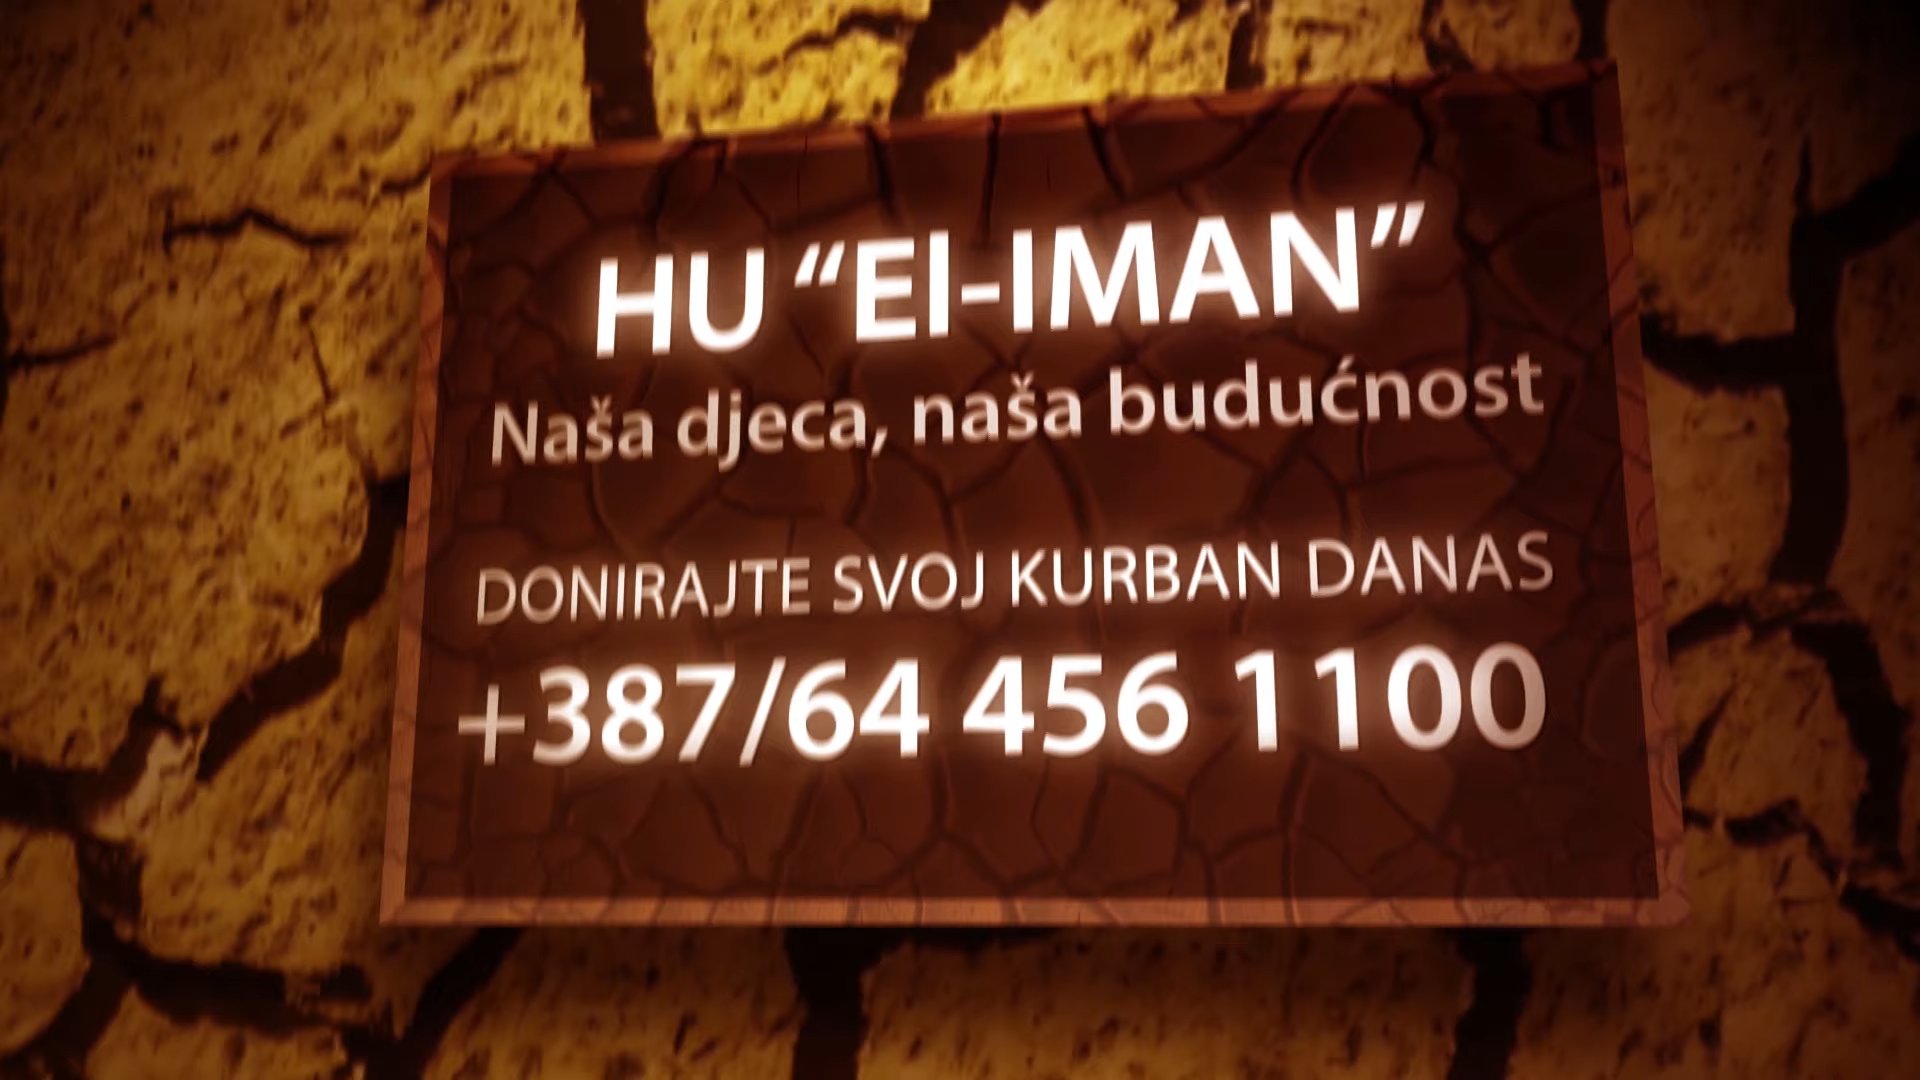 HU “El-IMAN”
Naša djeca, naša budućnost
DONIRAJTE SVOJ KURBAN DANAS
+387/64 456 1100